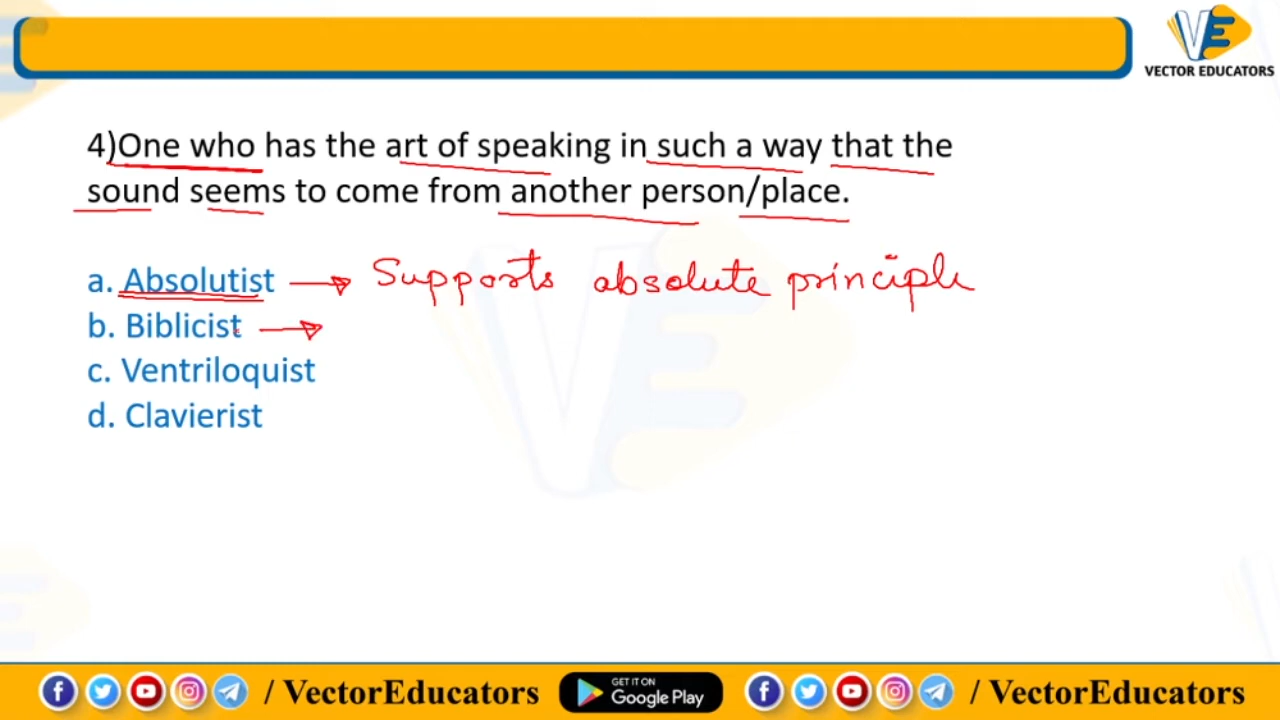 VE
VECTOR EDUCATORS
4)One who has the art of speaking in such a way that the
sound seems to come from another person/place.
a. Absolutist → Supports absolute principle
b. Biblicist →
c. Ventriloquist
d. Clavierist
/ VectorEducators
GET IT ON
Google Play
/ VectorEducators